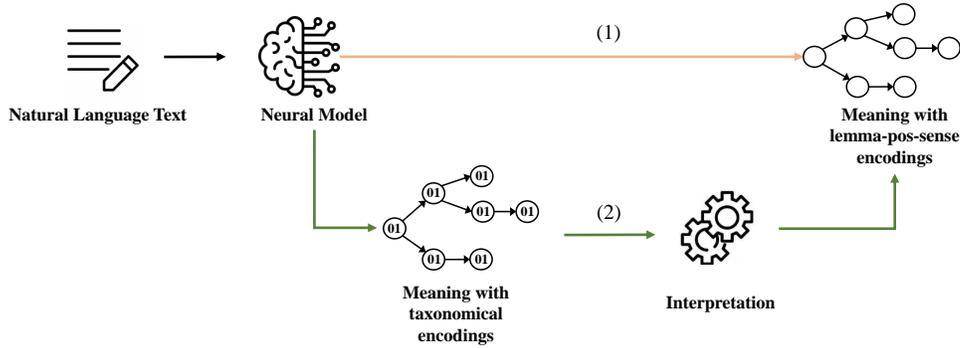 (1)
Natural Language Text
Neural Model
Meaning with
lemma-pos-sense
encodings
01
01
01
01
01
01
01
(2)
Meaning with
taxonomical
encodings
Interpretation